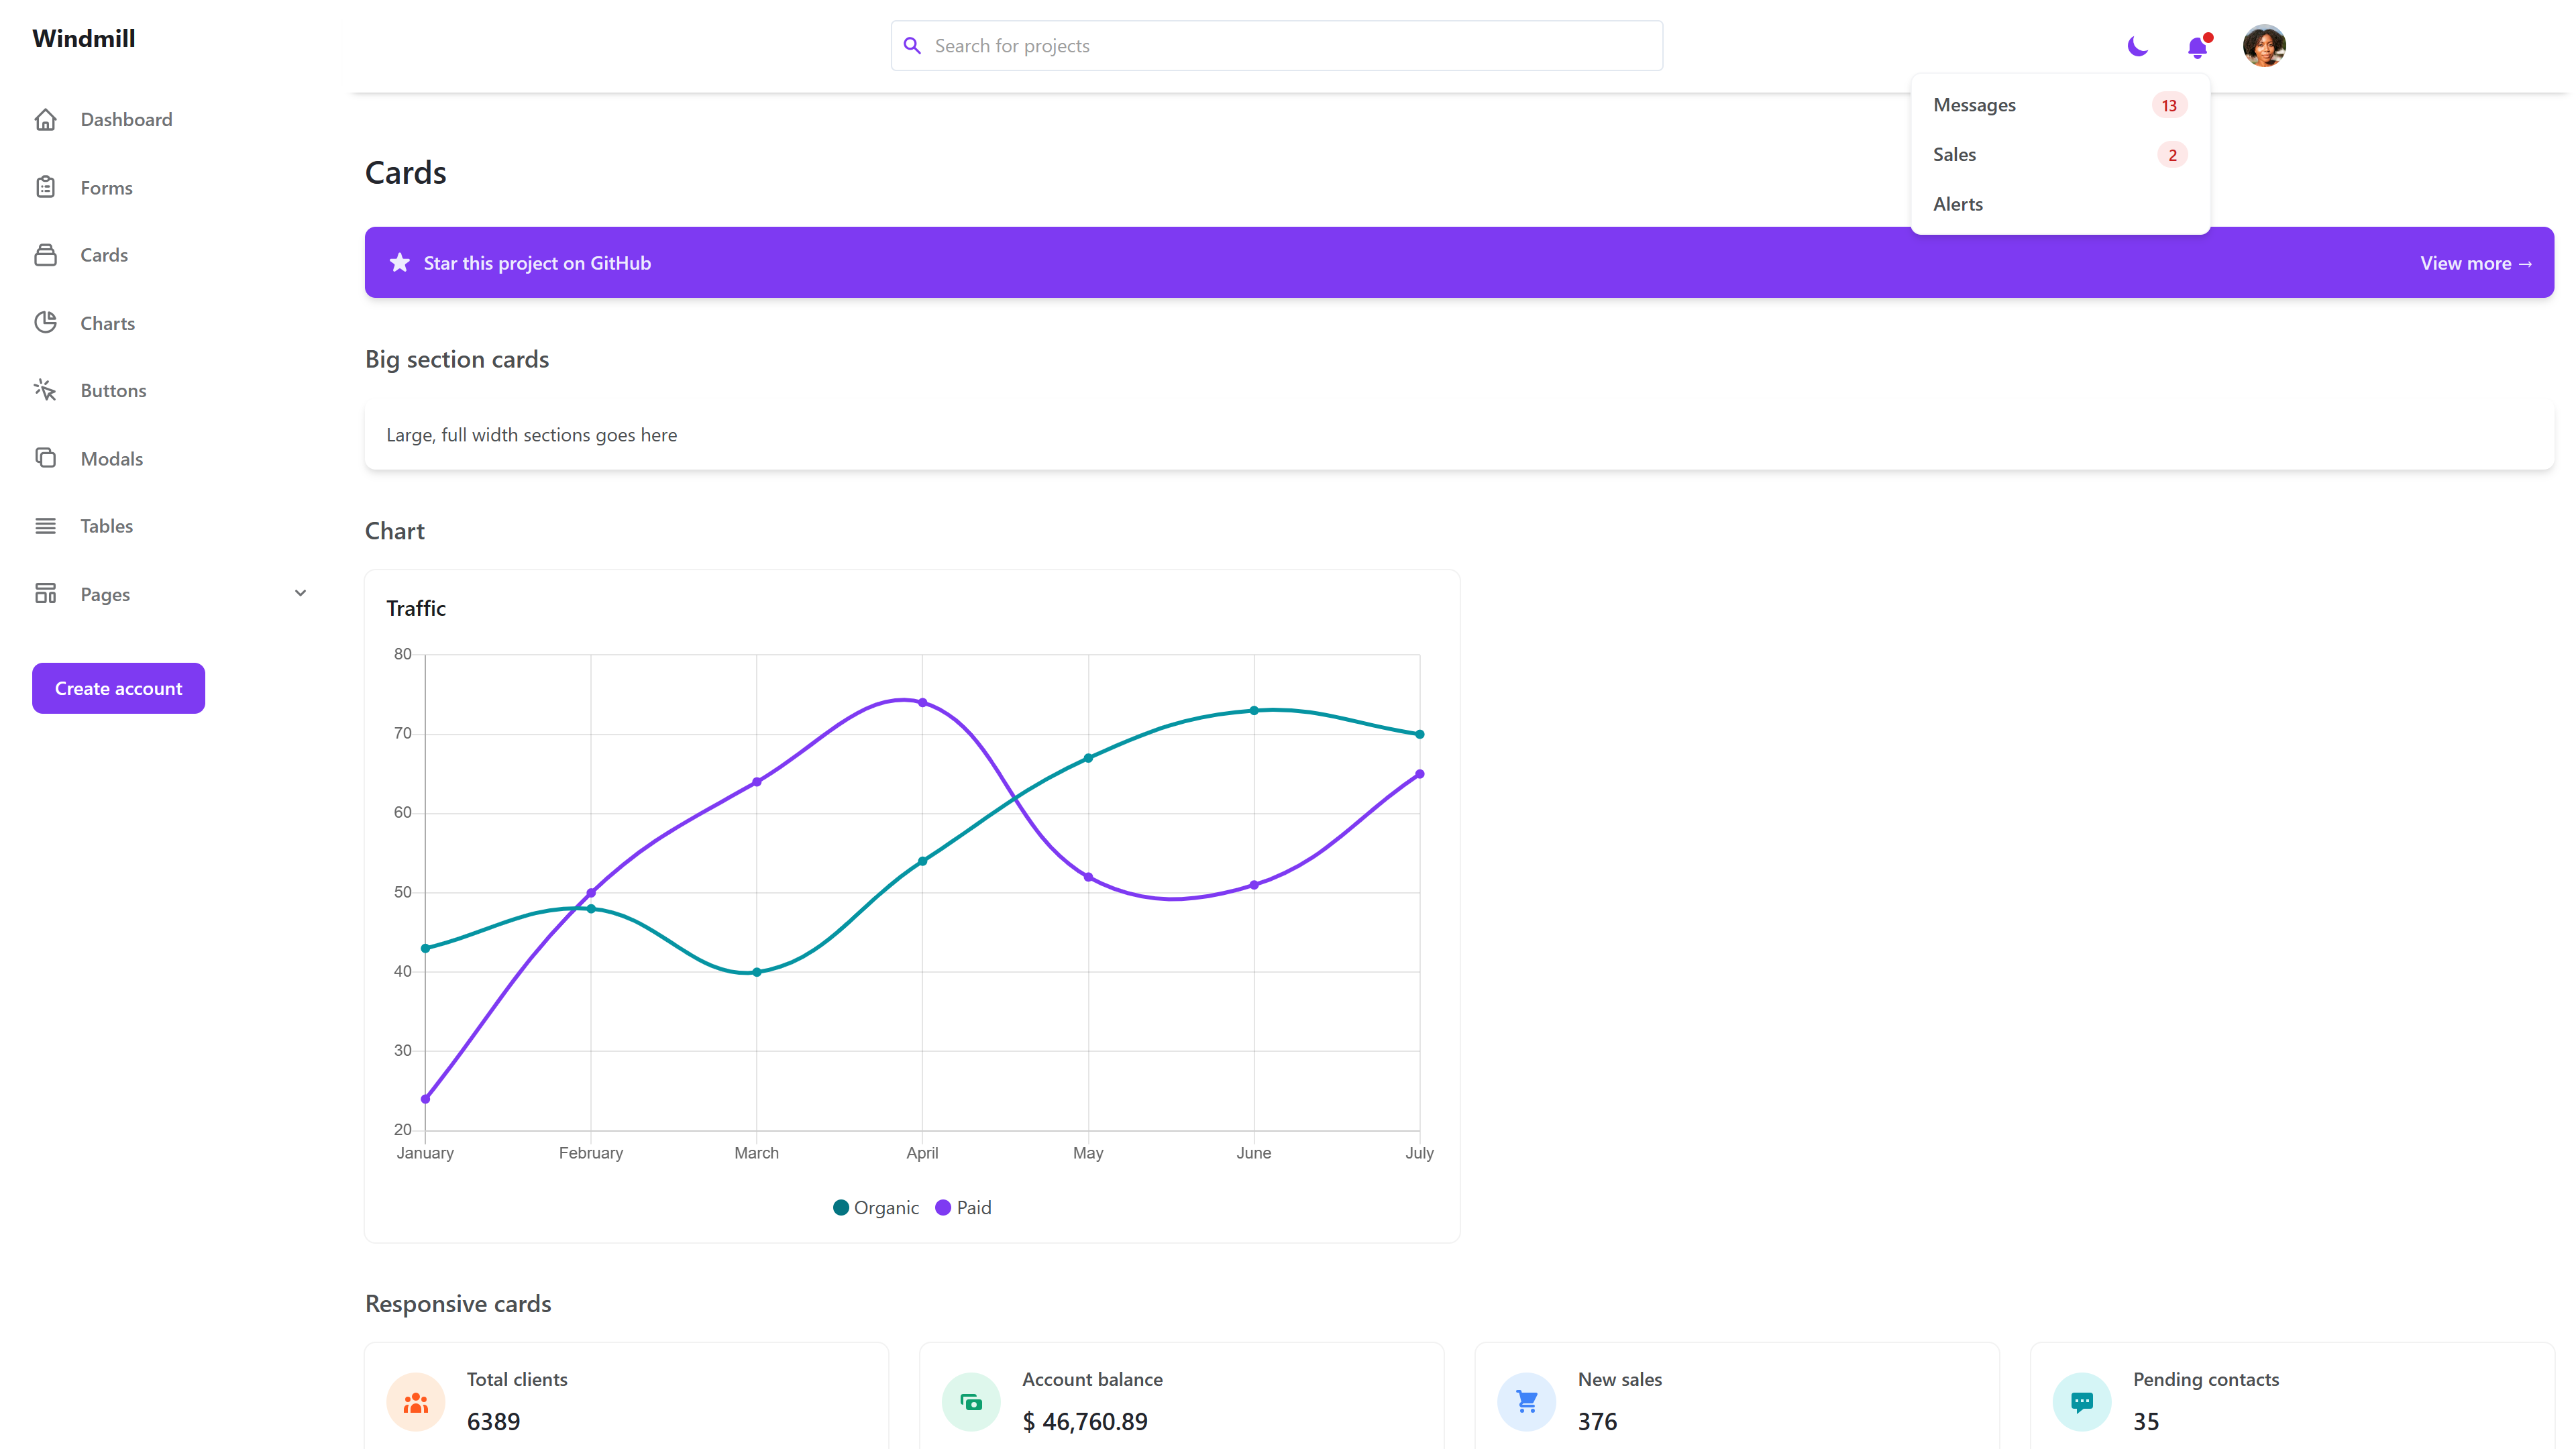 Windmill
Search for projects
Dashboard
Forms
Cards
Charts
Buttons
Modals
Tables
Pages
Create account
Messages 13
Sales 2
Alerts
Cards
Star this project on GitHub
View more →
Big section cards
Large, full width sections goes here
Chart
Traffic
80
70
60
50
40
30
20
January February March April May June July
Organic Paid
Responsive cards
Total clients
6389
Account balance
$ 46,760.89
New sales
376
Pending contacts
35